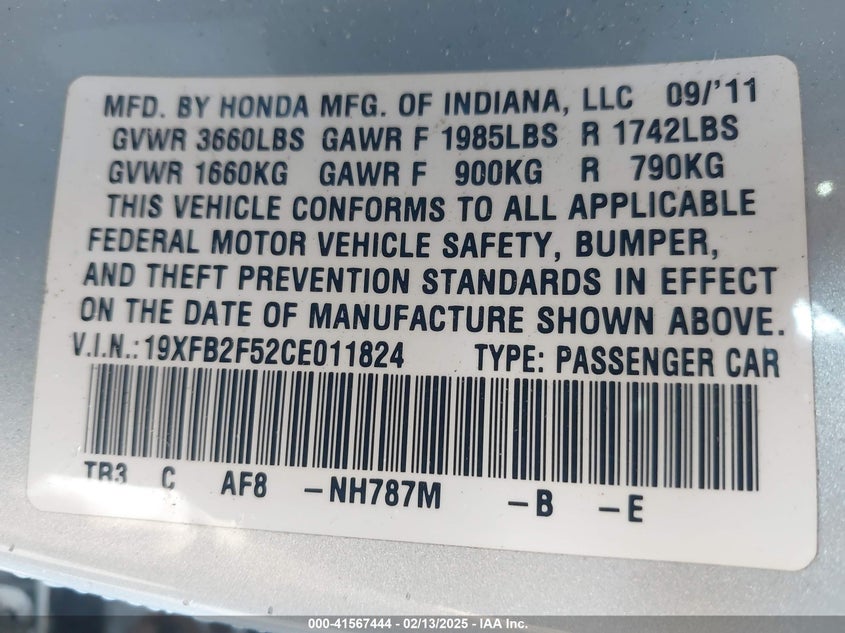 MFD. BY HONDA MFG. OF INDIANA, LLC 09/'11
GVWR 3660LBS GAWR F 1985LBS R 1742LBS
GVWR 1660KG GAWR F 900KG R 790KG
THIS VEHICLE CONFORMS TO ALL APPLICABLE
FEDERAL MOTOR VEHICLE SAFETY, BUMPER,
AND THEFT PREVENTION STANDARDS IN EFFECT
ON THE DATE OF MANUFACTURE SHOWN ABOVE.
V.I.N.: 19XFB2F52CE011824 TYPE: PASSENGER CAR
TR3 C AF8 -NH787M -B -E
000-41567444 - 02/13/2025 - IAA Inc.